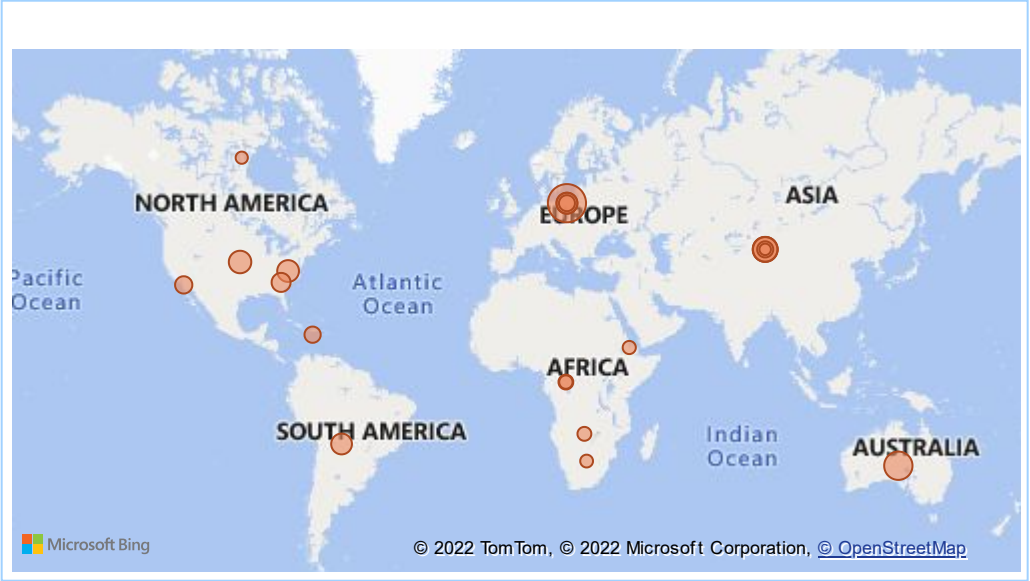 ASIA
NORTH AMERICA
EUROPE
Pacific
Ocean
Atlantic
Ocean
AFRICA
SOUTH AMERICA
Indian
Ocean
AUSTRALIA
Microsoft Bing
© 2022 TomTom, © 2022 Microsoft Corporation, © OpenStreetMap